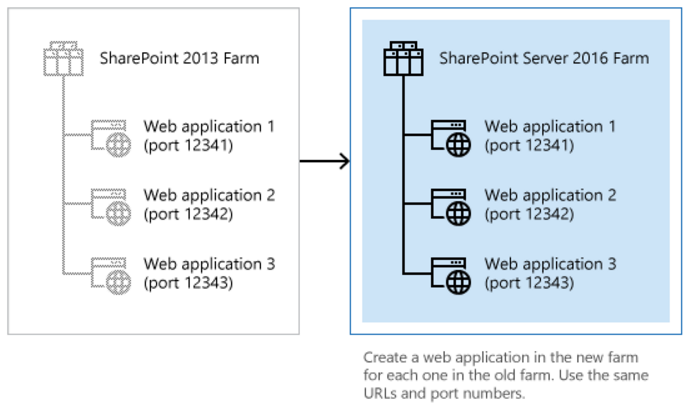 SharePoint 2013 Farm
Web application 1
(port 12341)
Web application 2
(port 12342)
Web application 3
(port 12343)
SharePoint Server 2016 Farm
Web application 1
(port 12341)
Web application 2
(port 12342)
Web application 3
(port 12343)
Create a web application in the new farm
for each one in the old farm. Use the same
URLs and port numbers.